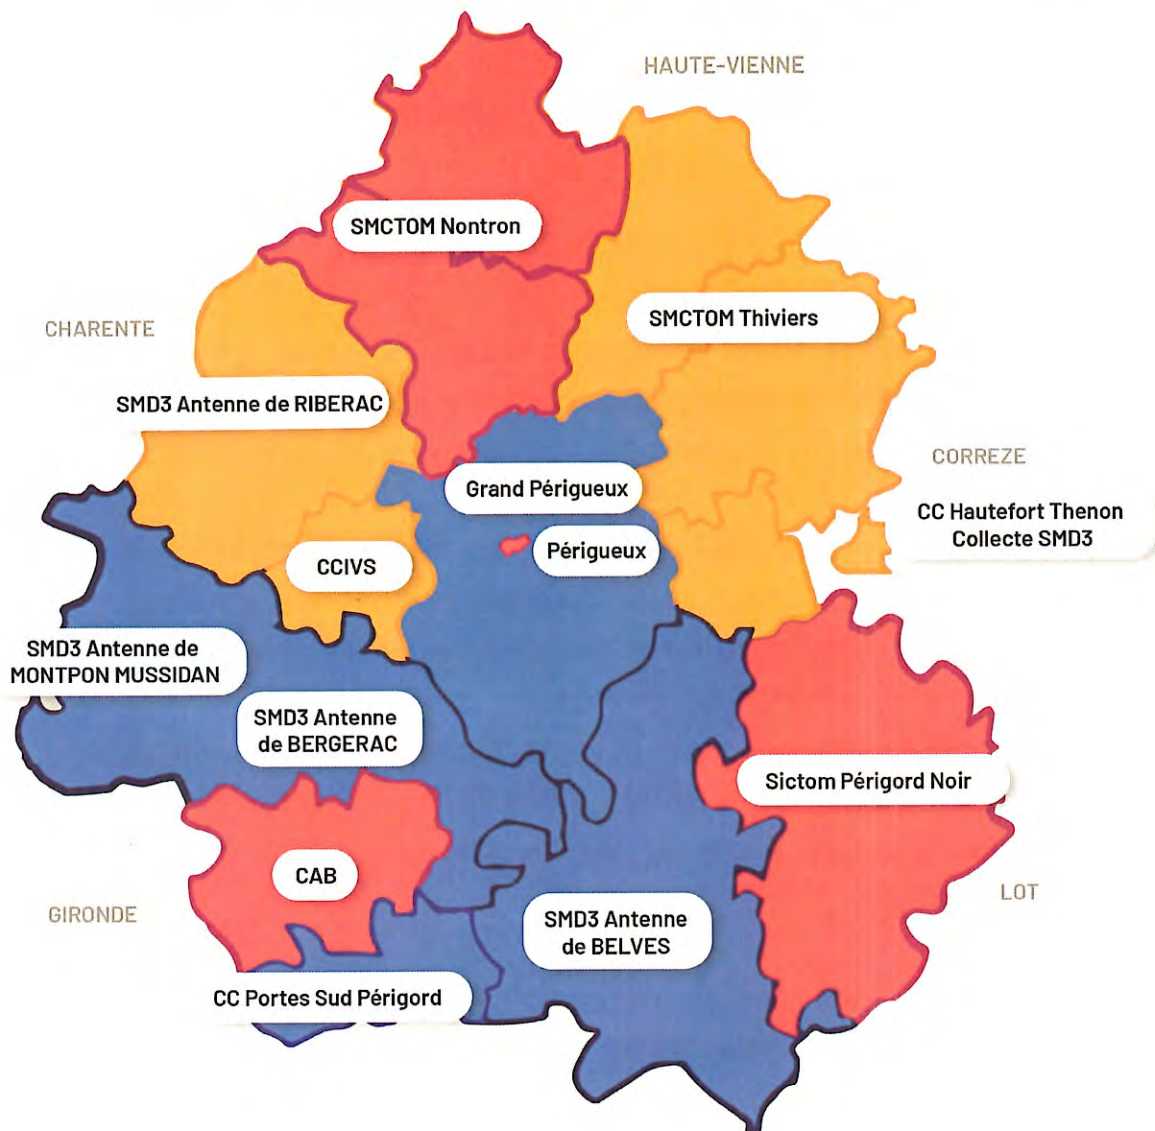 HAUTE-VIENNE
SMCTOM Nontron
SMCTOM Thiviers
CHARENTE
SMD3 Antenne de RIBERAC
CORREZE
Grand Périgueux
CC Hautefort Thenon
Collecte SMD3
Périgueux
CCIVS
SMD3 Antenne de
MONTPON MUSSIDAN
SMD3 Antenne
de BERGERAC
Sictom Périgord Noir
CAB
LOT
GIRONDE
SMD3 Antenne
de BELVES
CC Portes Sud Périgord